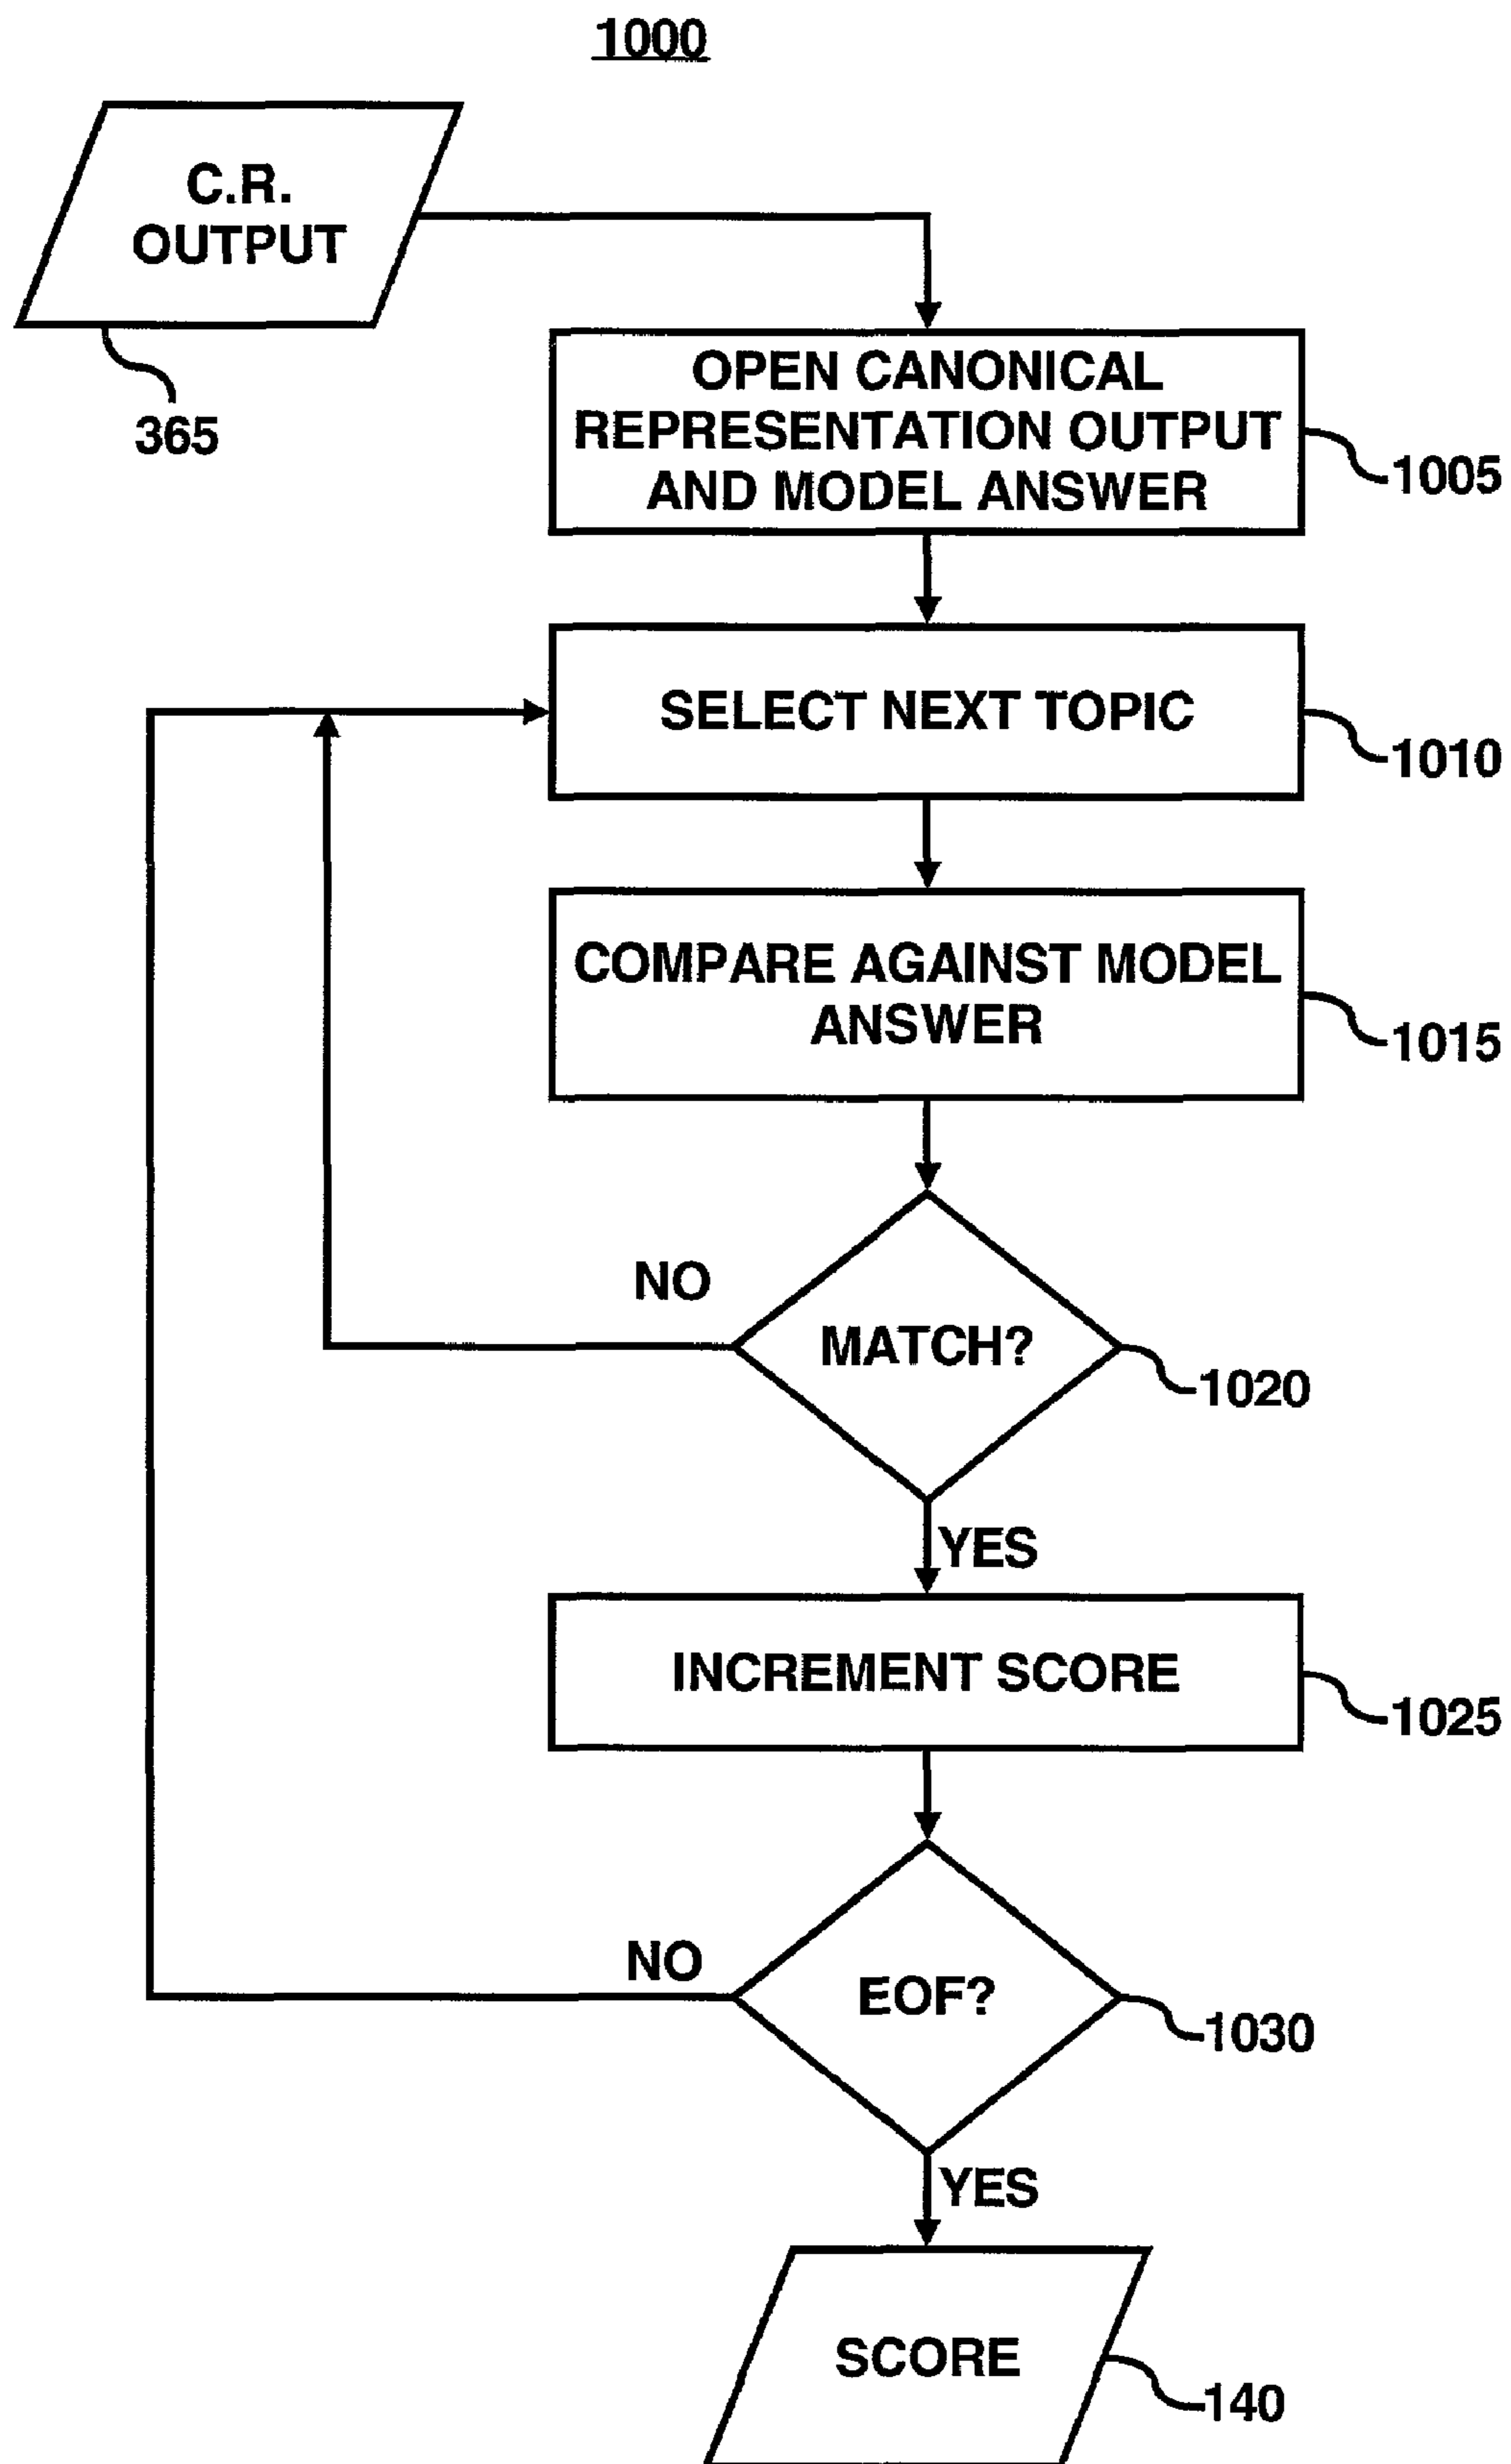 1000
C.R.
OUTPUT
365
OPEN CANONICAL
REPRESENTATION OUTPUT
AND MODEL ANSWER
1005
SELECT NEXT TOPIC
1010
COMPARE AGAINST MODEL
ANSWER
1015
NO
MATCH?
1020
YES
INCREMENT SCORE
1025
NO
EOF?
1030
YES
SCORE
140